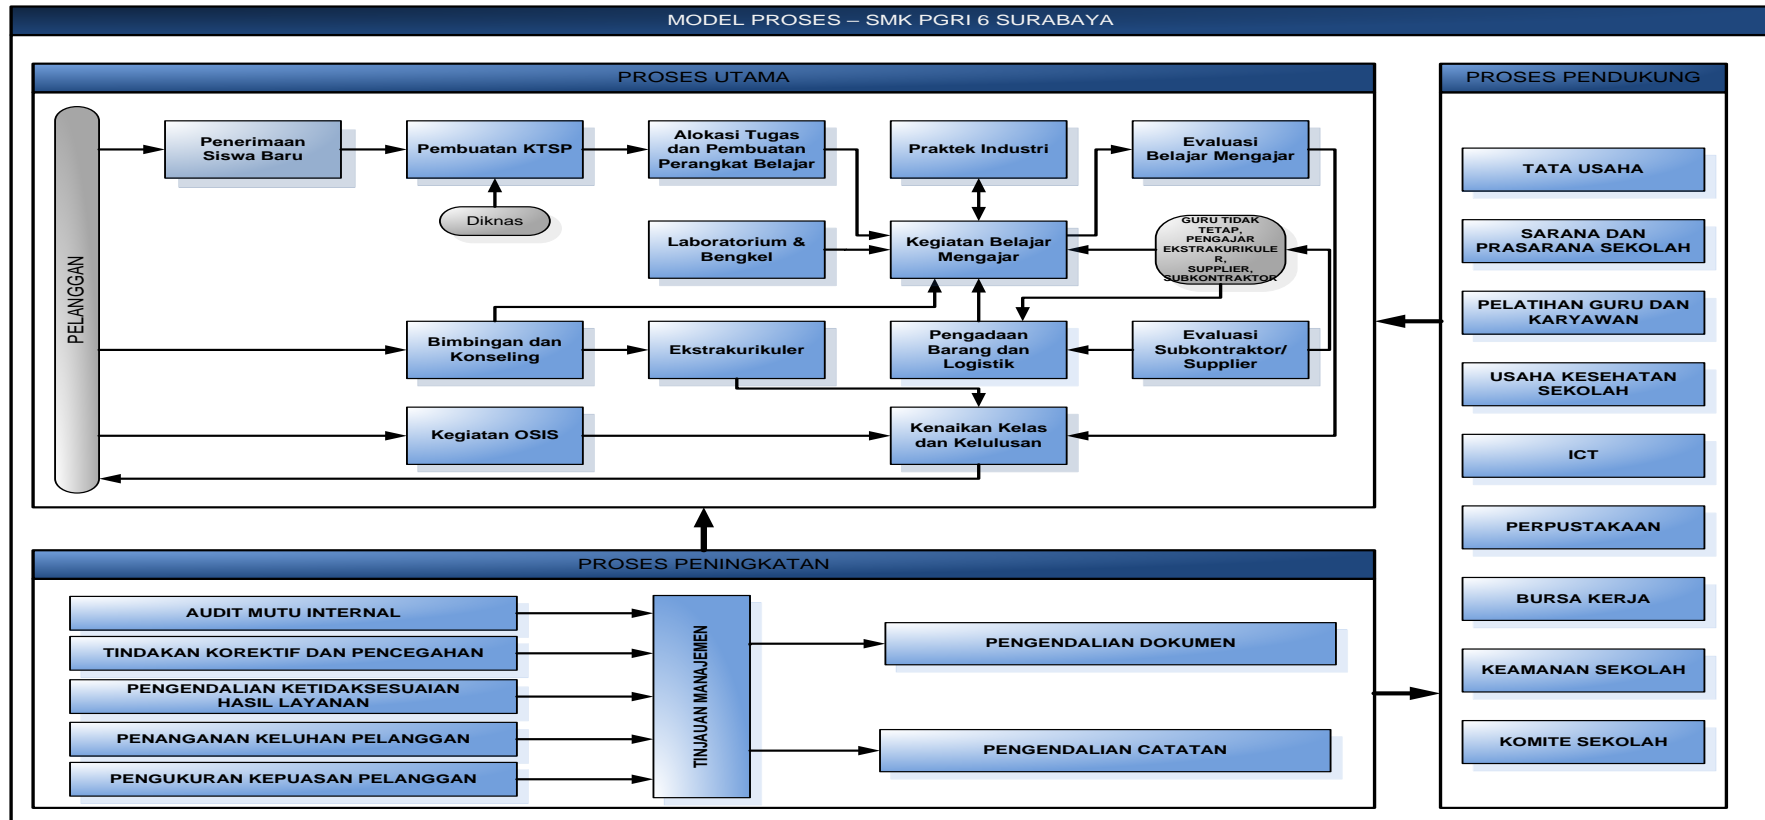 MODEL PROSES – SMK PGRI 6 SURABAYA
PROSES UTAMA
PELANGGAN
Penerimaan
Siswa Baru
Pembuatan KTSP
Alokasi Tugas
dan Pembuatan
Perangkat Belajar
Praktek Industri
Evaluasi
Belajar Mengajar
Diknas
Laboratorium &
Bengkel
Kegiatan Belajar
Mengajar
GURU TIDAK
TETAP,
PENGAJAR
EKSTRAKURIKULE
R,
SUPPLIER,
SUBKONTRAKTOR
Bimbingan dan
Konseling
Ekstrakurikuler
Pengadaan
Barang dan
Logistik
Evaluasi
Subkontraktor/
Supplier
Kegiatan OSIS
Kenaikan Kelas
dan Kelulusan
PROSES PENDUKUNG
TATA USAHA
SARANA DAN
PRASARANA SEKOLAH
PELATIHAN GURU DAN
KARYAWAN
USAHA KESEHATAN
SEKOLAH
ICT
PERPUSTAKAAN
BURSA KERJA
KEAMANAN SEKOLAH
KOMITE SEKOLAH
PROSES PENINGKATAN
AUDIT MUTU INTERNAL
TINDAKAN KOREKTIF DAN PENCEGAHAN
PENGENDALIAN KETIDAKSESUAIAN
HASIL LAYANAN
PENANGANAN KELUHAN PELANGGAN
PENGUKURAN KEPUASAN PELANGGAN
TINJAUAN MANAJEMEN
PENGENDALIAN DOKUMEN
PENGENDALIAN CATATAN